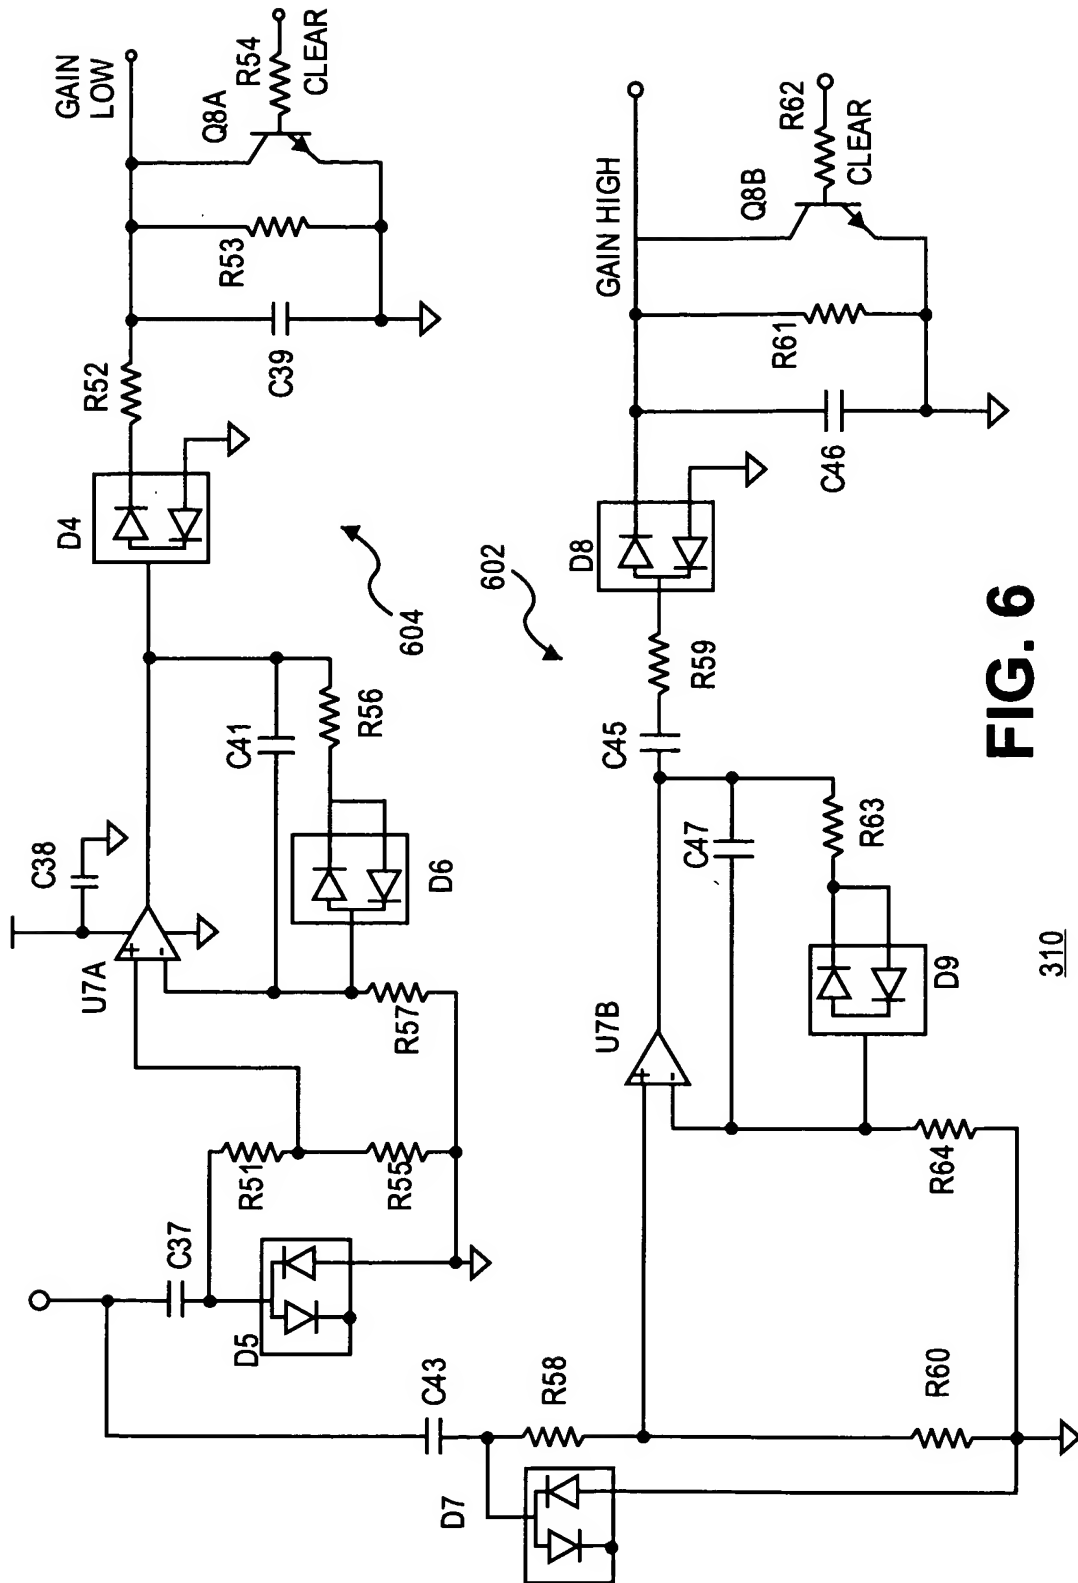 GAIN
LOW
R54
CLEAR
Q8A
R53
C39
R52
D4
604
C38
U7A
+
-
C41
R56
D6
R57
R51
R55
C37
D5
GAIN HIGH
R62
CLEAR
Q8B
R61
C46
D8
602
R59
C45
U7B
+
-
C47
R63
D9
R64
C43
R58
R60
D7
310
FIG. 6